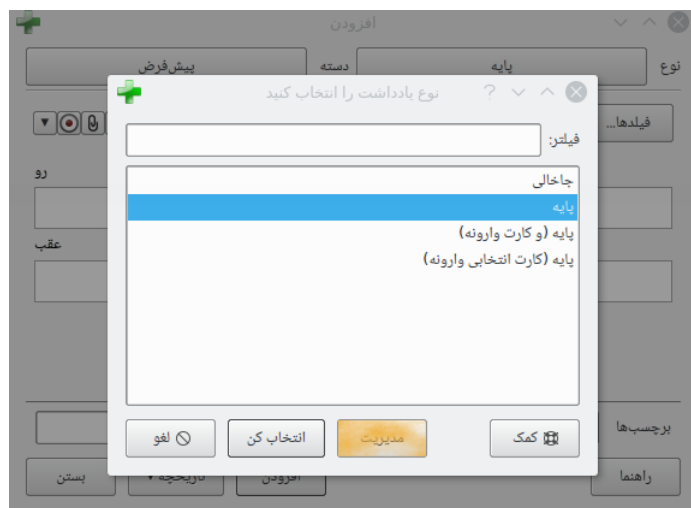 افزودن
نوع
پایه
دسته
پیش‌فرض
نوع یادداشت را انتخاب کنید
?
فیلدها...
فیلتر:
رو
جاخالی
پایه
پایه (و کارت وارونه)
پایه (کارت انتخابی وارونه)
عقب
برچسب‌ها
کمک
مدیریت
انتخاب کن
لغو
راهنما
افزودن
تاریخچه
بستن